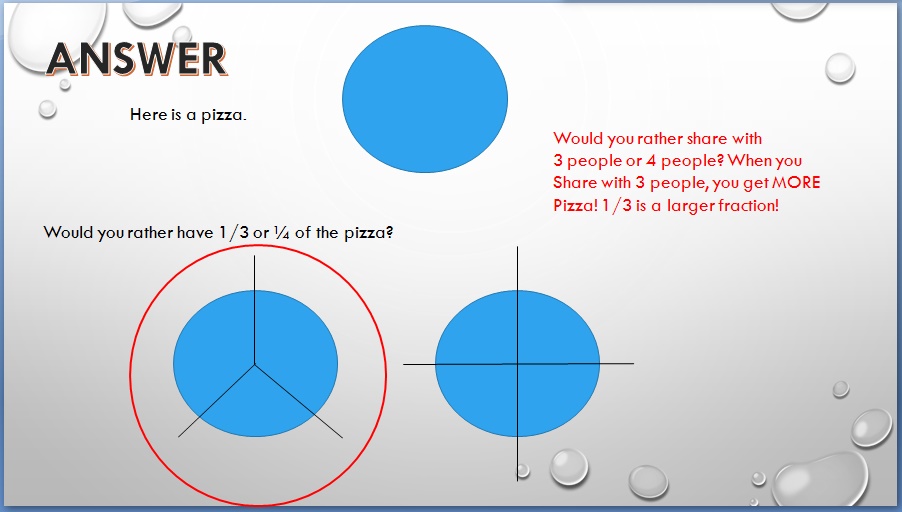 ANSWER
Here is a pizza.
Would you rather share with
3 people or 4 people? When you
Share with 3 people, you get MORE
Pizza! 1/3 is a larger fraction!
Would you rather have 1/3 or ¼ of the pizza?